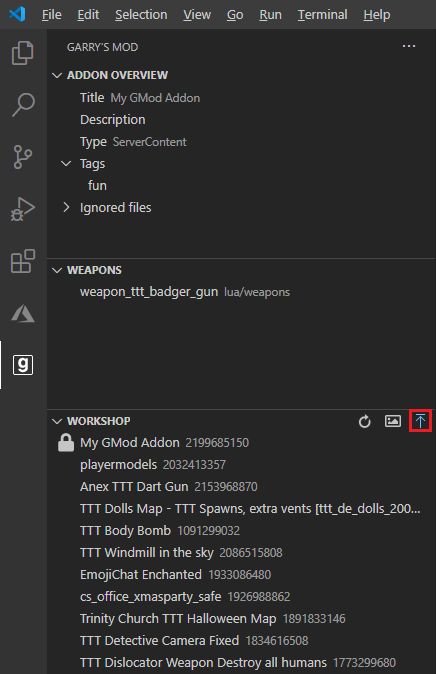 File Edit View Go Run Terminal Help
GARRY'S MOD ...
ADDON OVERVIEW
Title My GMod Addon
Description
Type ServerContent
Tags
fun
Ignored files
WEAPONS
weapon_ttt_badger_gun lua/weapons
g
WORKSHOP
My GMod Addon 2199685150
playermodels 2032413357
Anex TTT Dart Gun 2153968870
TTT Dolls Map - TTT Spawns, extra vents [ttt_de_dolls_200...
TTT Body Bomb 1091299032
TTT Windmill in the sky 2086515808
EmojiChat Enchanted 1933086480
cs_office_xmasparty_safe 1926988862
Trinity Church TTT Halloween Map 1891833146
TTT Detective Camera Fixed 1834616508
TTT Dislocator Weapon Destroy all humans 1773299680